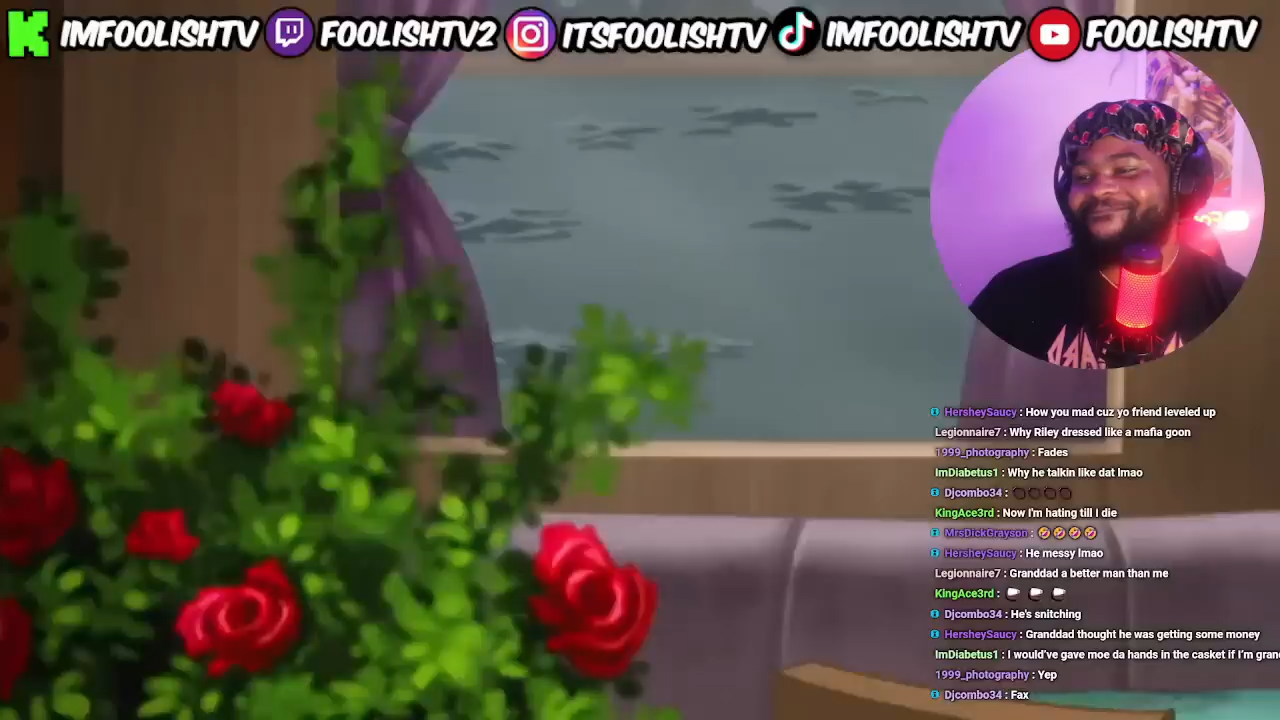 IMFOOLISHTV FOOLISHTV2 ITSFOOLISHTV IMFOOLISHTV FOOLISHTV
HersheySaucy : How you mad cuz yo friend leveled up
Legionnaire7 : Why Riley dressed like a mafia goon
1999_photography : Fades
ImDiabetus1 : Why he talkin like dat lmao
Djcombo34 :
KingAce3rd : Now I'm hating till I die
MrsDickGrayson : 🤣🤣🤣🤣
HersheySaucy : He messy lmao
Legionnaire7 : Granddad a better man than me
KingAce3rd :
Djcombo34 : He's snitching
HersheySaucy : Granddad thought he was getting some money
ImDiabetus1 : I would've gave moe da hands in the casket if I'm gran
1999_photography : Yep
Djcombo34 : Fax